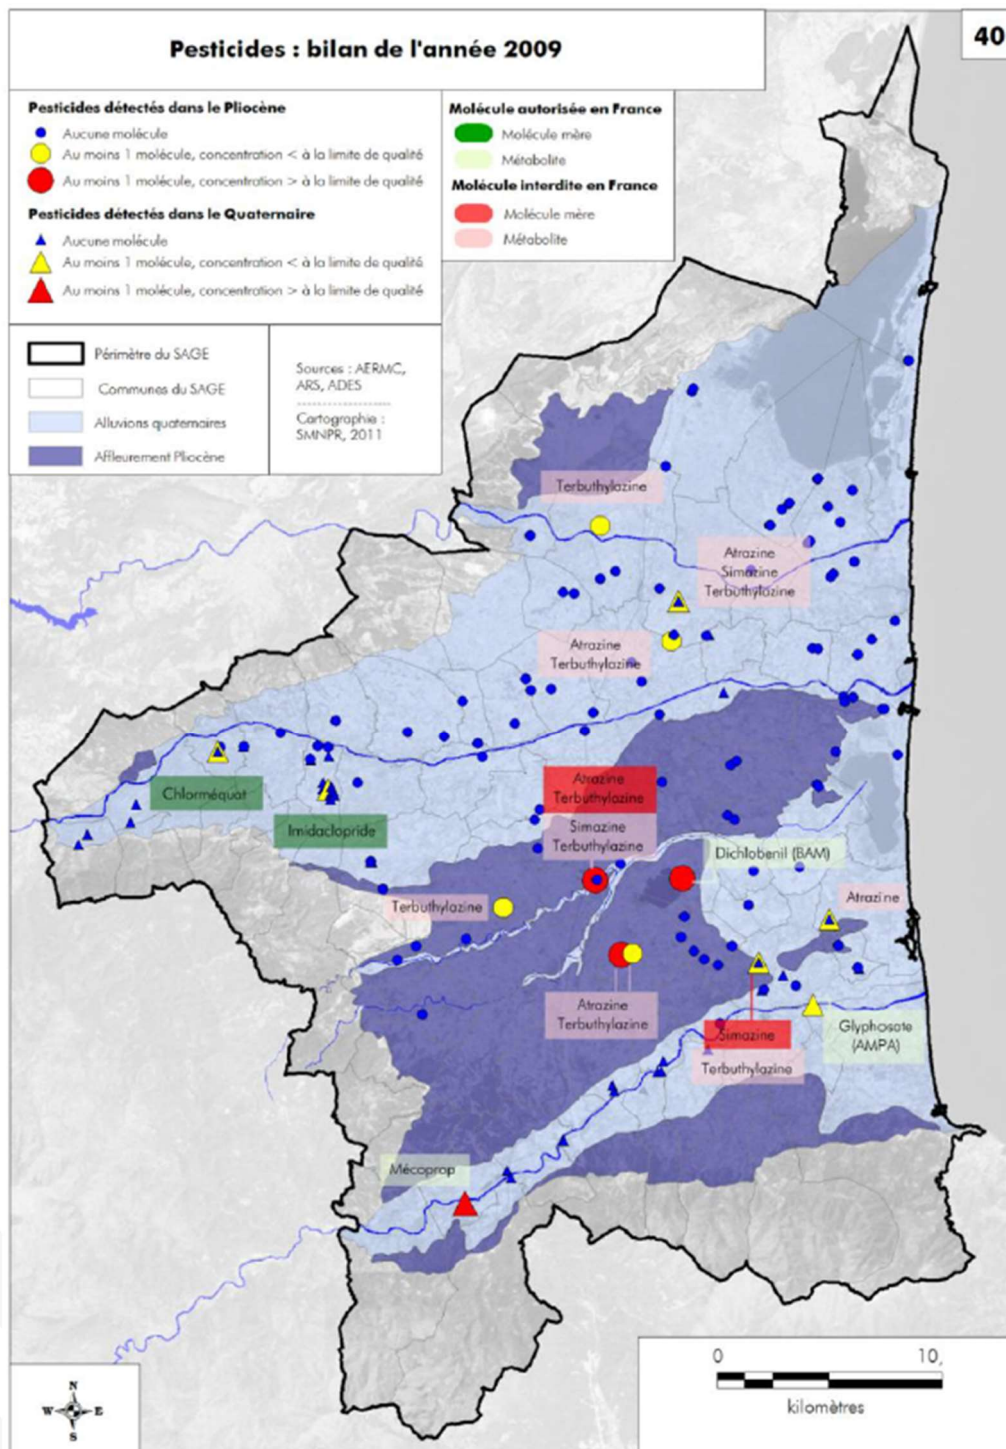 Pesticides : bilan de l'année 2009
40
Pesticides détectés dans le Pliocène
Aucune molécule
Au moins 1 molécule, concentration < à la limite de qualité
Au moins 1 molécule, concentration > à la limite de qualité
Pesticides détectés dans le Quaternaire
Aucune molécule
Au moins 1 molécule, concentration < à la limite de qualité
Au moins 1 molécule, concentration > à la limite de qualité
Molécule autorisée en France
Molécule mère
Métabolite
Molécule interdite en France
Molécule mère
Métabolite
Périmètre du SAGE
Communes du SAGE
Alluvions quaternaires
Affleurement Pliocène
Sources : AERMC,
ARS, ADES
Cartographie :
SMNPR, 2011
Terbuthylazine
Atrazine
Simazine
Terbuthylazine
Atrazine
Terbuthylazine
Chlorméquat
Imidaclopride
Atrazine
Terbuthylazine
Simazine
Terbuthylazine
Dichlobenil (BAM)
Terbuthylazine
Atrazine
Atrazine
Terbuthylazine
Simazine
Terbuthylazine
Glyphosate
(AMPA)
Mécoprop
0 10,
kilomètres
N
W E
S